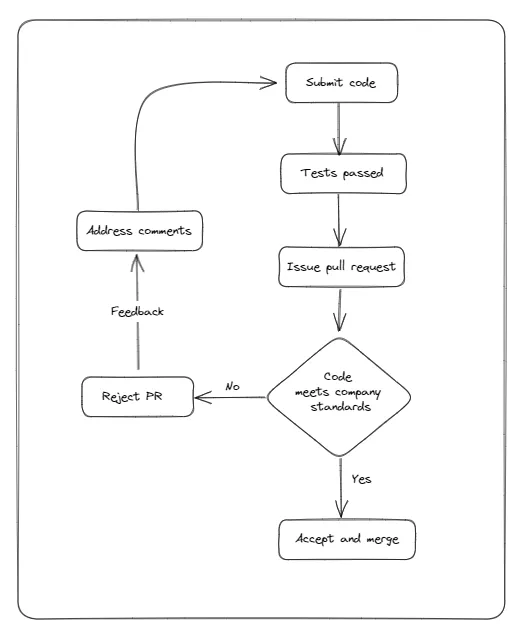 Submit code
Tests passed
Address comments
Issue pull request
Feedback
Code
meets company
standards
No
Reject PR
Yes
Accept and merge